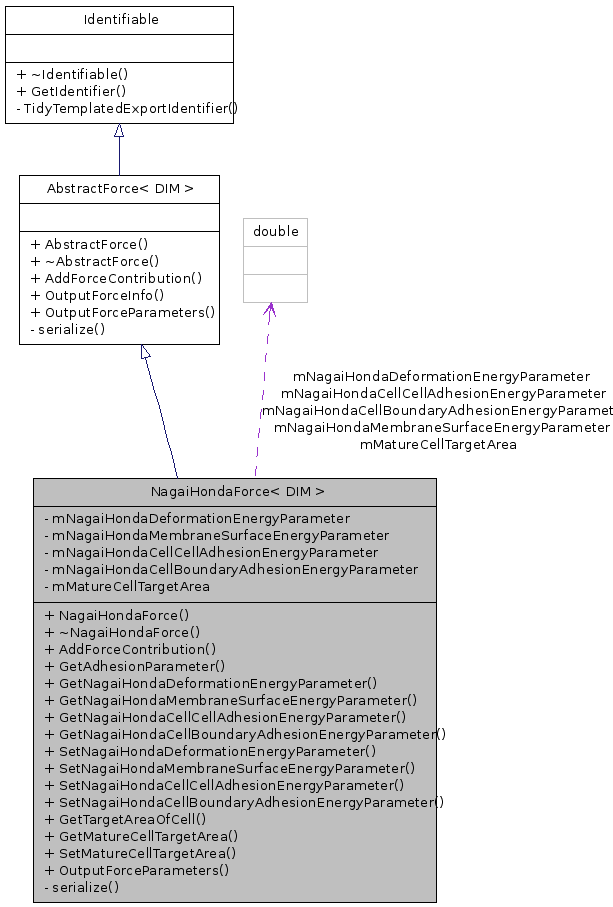 Identifiable
+ ~Identifiable()
+ GetIdentifier()
- TidyTemplatedExportIdentifier()
AbstractForce< DIM >
+ AbstractForce()
+ ~AbstractForce()
+ AddForceContribution()
+ OutputForceInfo()
+ OutputForceParameters()
- serialize()
double
mNagaiHondaDeformationEnergyParameter
mNagaiHondaCellCellAdhesionEnergyParameter
mNagaiHondaCellBoundaryAdhesionEnergyParamet
mNagaiHondaMembraneSurfaceEnergyParameter
mMatureCellTargetArea
NagaiHondaForce< DIM >
- mNagaiHondaDeformationEnergyParameter
- mNagaiHondaMembraneSurfaceEnergyParameter
- mNagaiHondaCellCellAdhesionEnergyParameter
- mNagaiHondaCellBoundaryAdhesionEnergyParameter
- mMatureCellTargetArea
+ NagaiHondaForce()
+ ~NagaiHondaForce()
+ AddForceContribution()
+ GetAdhesionParameter()
+ GetNagaiHondaDeformationEnergyParameter()
+ GetNagaiHondaMembraneSurfaceEnergyParameter()
+ GetNagaiHondaCellCellAdhesionEnergyParameter()
+ GetNagaiHondaCellBoundaryAdhesionEnergyParameter()
+ SetNagaiHondaDeformationEnergyParameter()
+ SetNagaiHondaMembraneSurfaceEnergyParameter()
+ SetNagaiHondaCellCellAdhesionEnergyParameter()
+ SetNagaiHondaCellBoundaryAdhesionEnergyParameter()
+ GetTargetAreaOfCell()
+ GetMatureCellTargetArea()
+ SetMatureCellTargetArea()
+ OutputForceParameters()
- serialize()